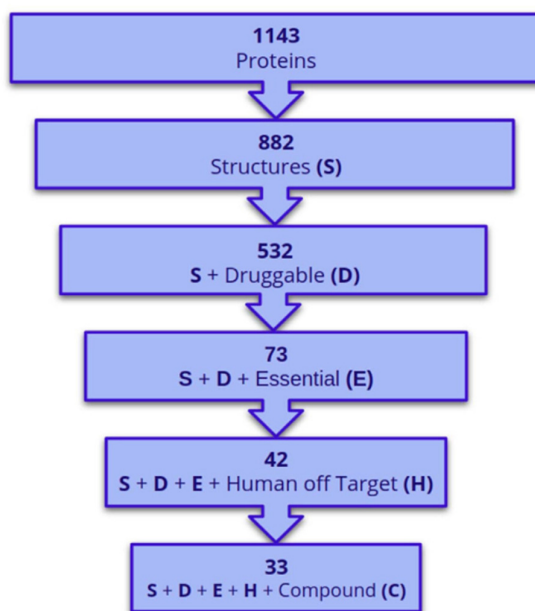 1143
Proteins
882
Structures (S)
532
S + Druggable (D)
73
S + D + Essential (E)
42
S + D + E + Human off Target (H)
33
S + D + E + H + Compound (C)